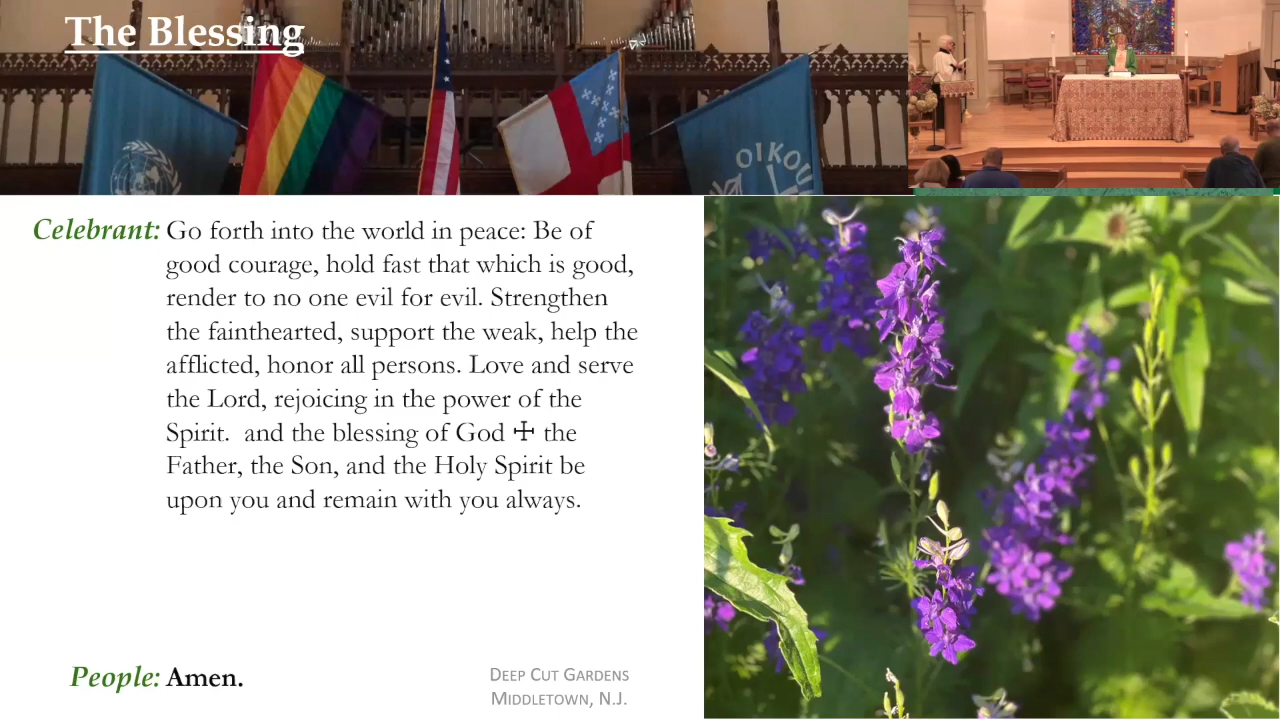 The Blessing
OIKOU
Celebrant: Go forth into the world in peace: Be of
good courage, hold fast that which is good,
render to no one evil for evil. Strengthen
the fainthearted, support the weak, help the
afflicted, honor all persons. Love and serve
the Lord, rejoicing in the power of the
Spirit.  and the blessing of God ☩ the
Father, the Son, and the Holy Spirit be
upon you and remain with you always.
People: Amen.
DEEP CUT GARDENS
MIDDLETOWN, N.J.